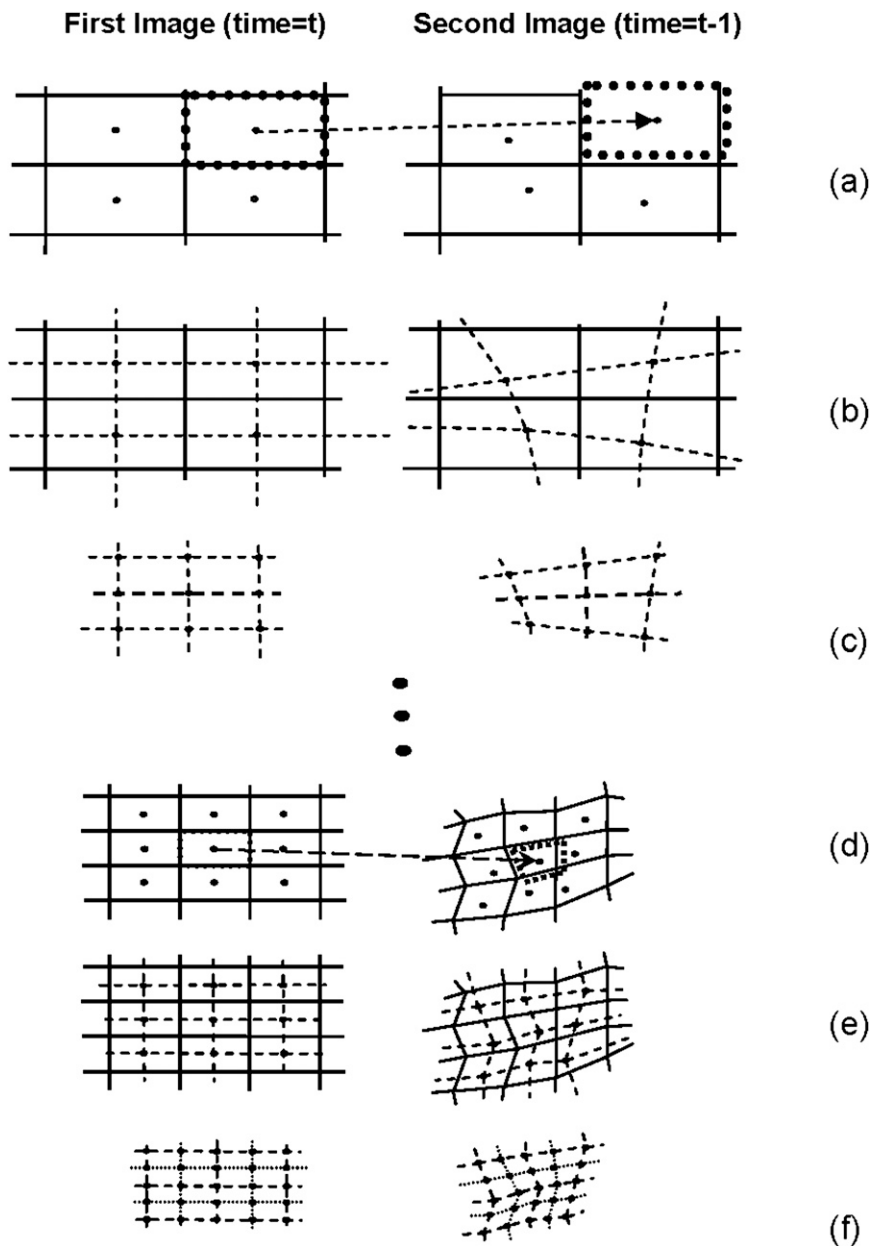 First Image (time=t) Second Image (time=t-1)
(a)
(b)
(c)
(d)
(e)
(f)